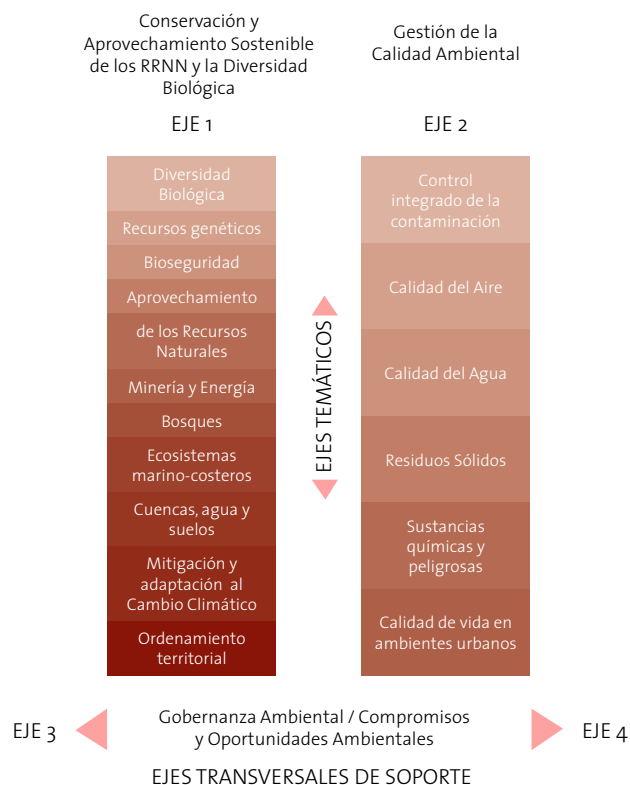 Conservación y
Aprovechamiento Sostenible
de los RRNN y la Diversidad
Biológica
EJE 1
Diversidad
Biológica
Recursos genéticos
Bioseguridad
Aprovechamiento
de los Recursos
Naturales
Minería y Energía
Bosques
Ecosistemas
marino-costeros
Cuencas, agua y
suelos
Mitigación y
adaptación al
Cambio Climático
Ordenamiento
territorial
EJES TEMÁTICOS
Gestión de la
Calidad Ambiental
EJE 2
Control
integrado de la
contaminación
Calidad del Aire
Calidad del Agua
Residuos Sólidos
Sustancias
químicas y
peligrosas
Calidad de vida en
ambientes urbanos
EJE 3
Gobernanza Ambiental / Compromisos
y Oportunidades Ambientales
EJE 4
EJES TRANSVERSALES DE SOPORTE